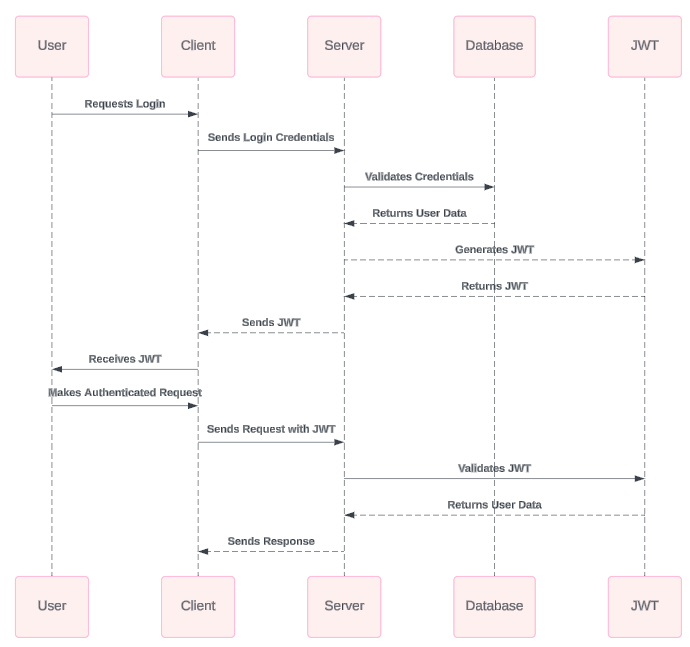 User
Client
Server
Database
JWT
Requests Login
Sends Login Credentials
Validates Credentials
Returns User Data
Generates JWT
Returns JWT
Sends JWT
Receives JWT
Makes Authenticated Request
Sends Request with JWT
Validates JWT
Returns User Data
Sends Response
User
Client
Server
Database
JWT